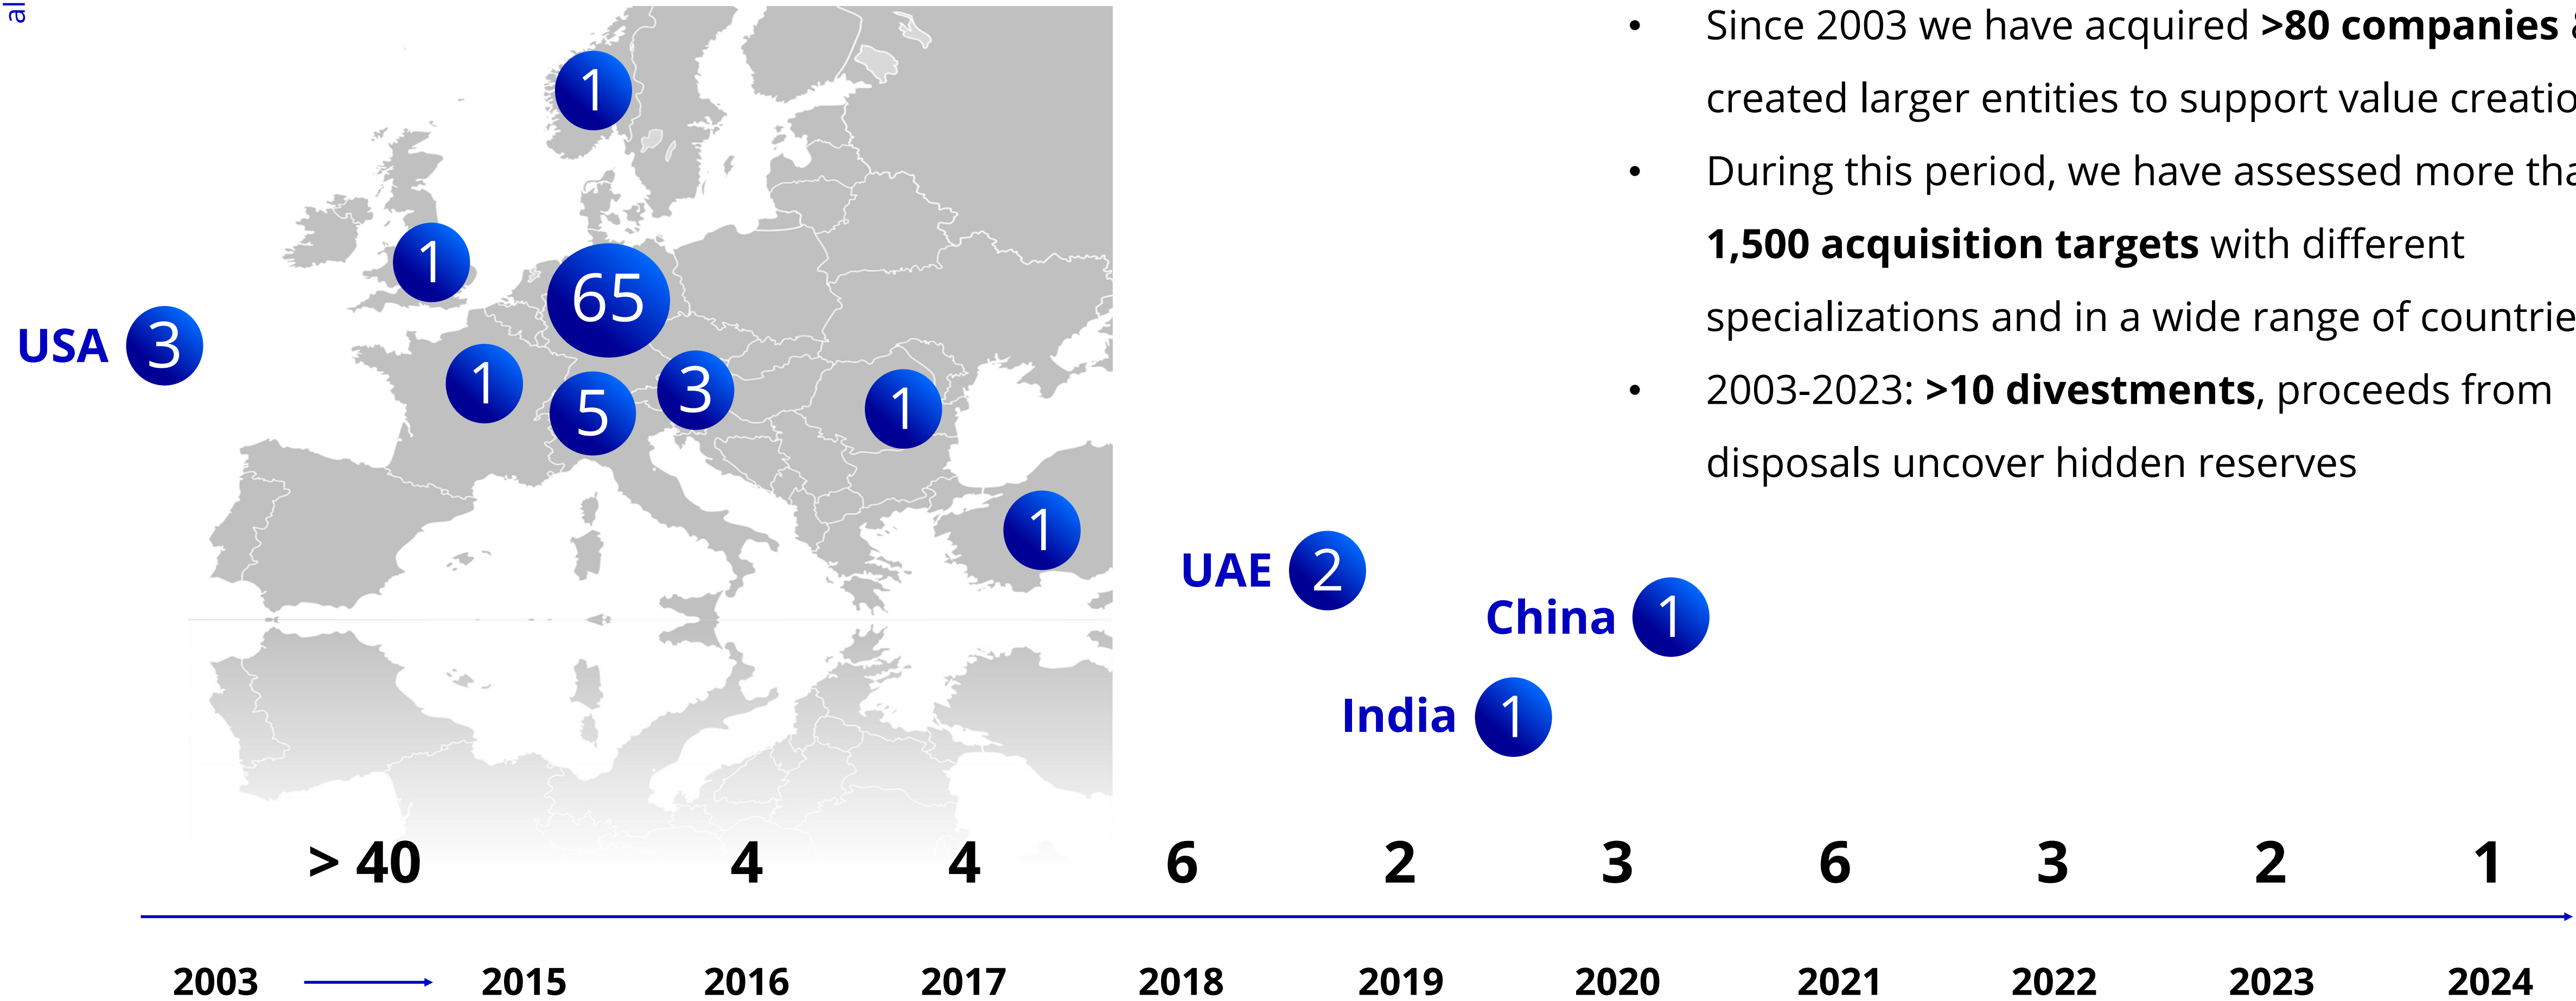 al
• Since 2003 we have acquired >80 companies &
created larger entities to support value creatio
• During this period, we have assessed more tha
1,500 acquisition targets with different
specializations and in a wide range of countrie
• 2003-2023: >10 divestments, proceeds from
disposals uncover hidden reserves
1
1
65
USA 3
1
5
3
1
1
UAE 2
China 1
India 1
> 40 4 4 6 2 3 6 3 2 1
2003 2015 2016 2017 2018 2019 2020 2021 2022 2023 2024